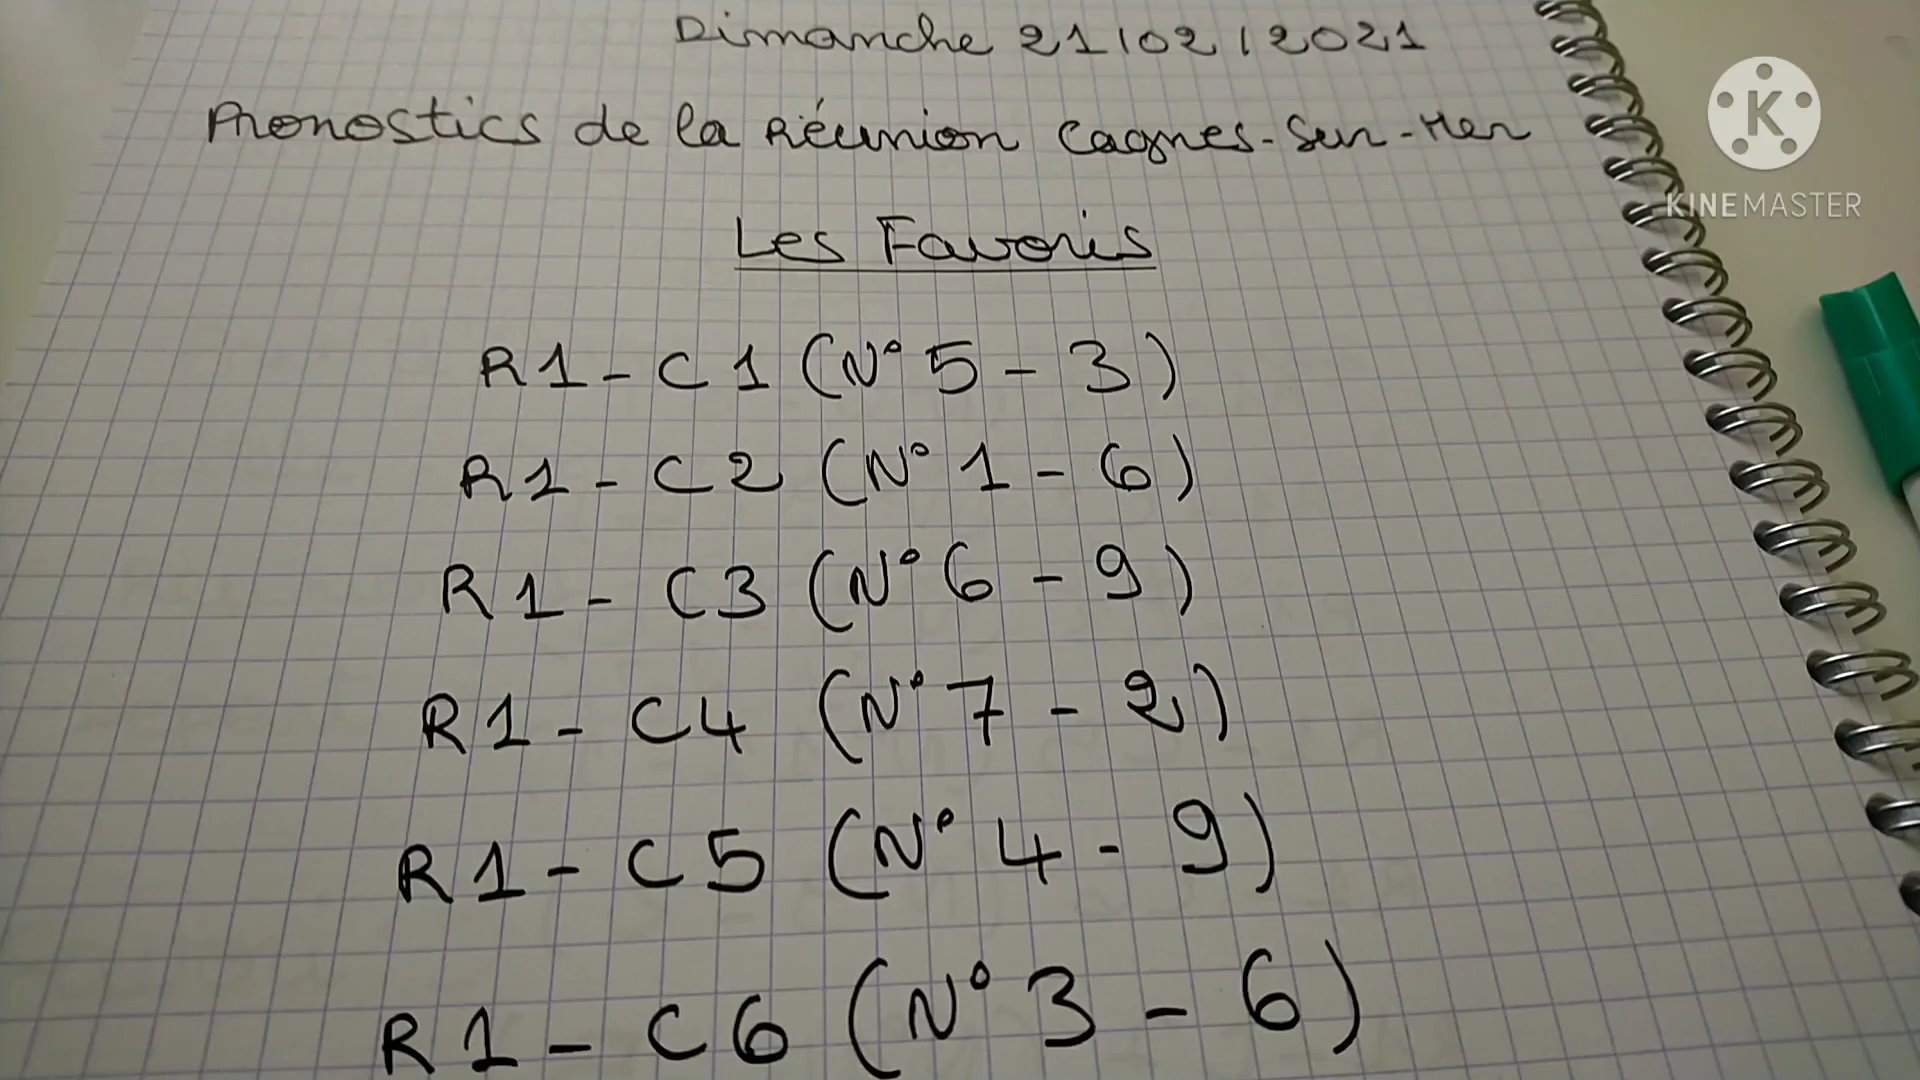 Dimanche 21/02/2021
Pronostics de la Réunion Cagnes-Sur-Mer
Les Favoris
R1-C1 (N° 5-3)
R1-C2 (N° 1-6)
R1-C3 (N° 6-9)
R1-C4 (N° 7-2)
R1-C5 (N° 4-9)
R1-C6 (N° 3-6)
K
KINEMASTER